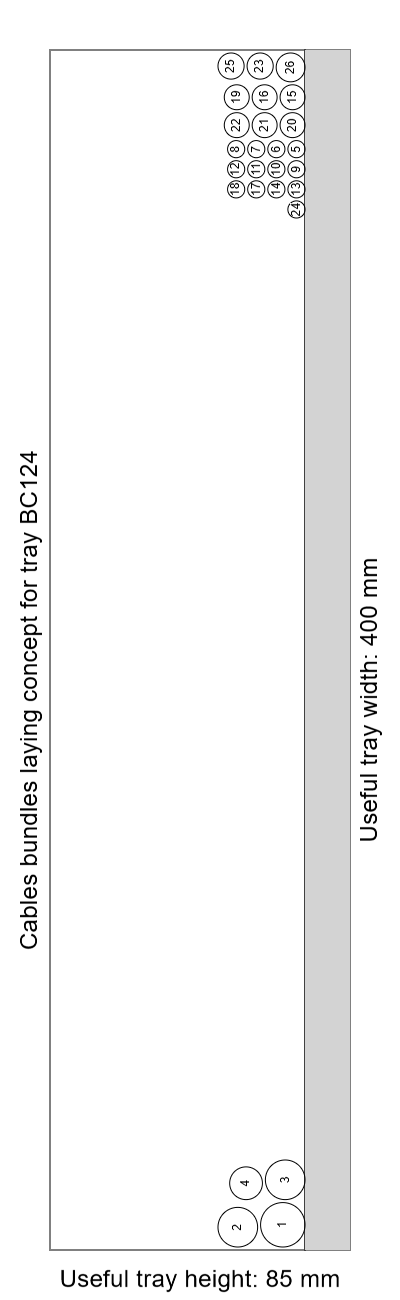 Cables bundles laying concept for tray BC124
25 23 26
19 16 15
22 21 20
8 7 6 5
12 11 10 9
18 17 14 13
24
4 3
2 1
Useful tray width: 400 mm
Useful tray height: 85 mm